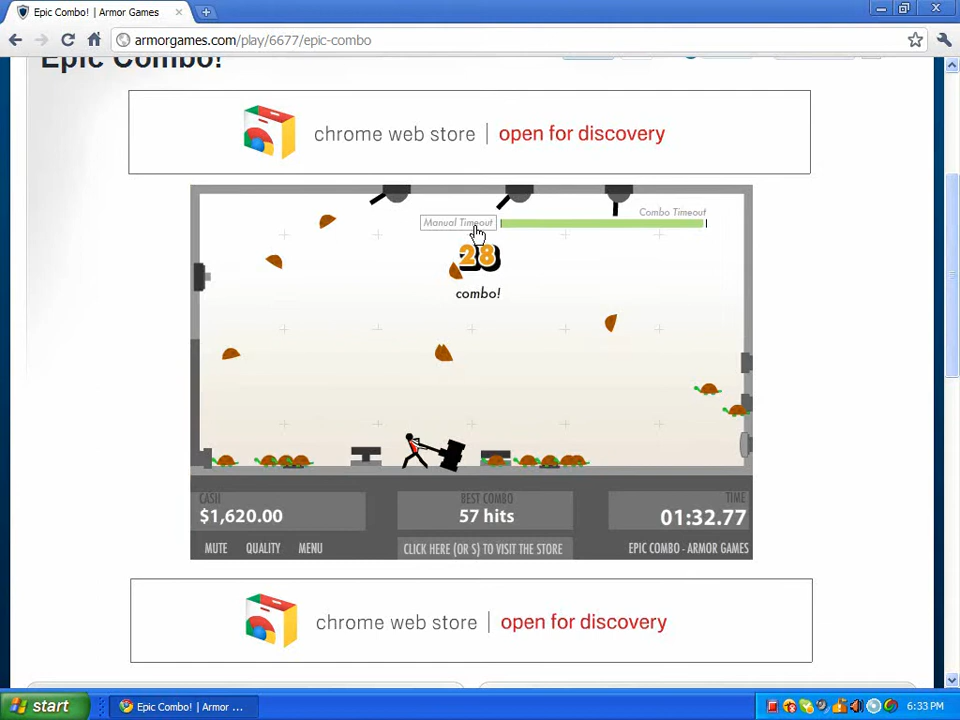 Epic Combo! | Armor Games
armorgames.com/play/6677/epic-combo
Epic Combo!
chrome web store | open for discovery
Manual Timeout
Combo Timeout
28
combo!
CASH
$1,620.00
BEST COMBO
57 hits
TIME
01:32.77
MUTE QUALITY MENU
CLICK HERE (OR S) TO VISIT THE STORE
EPIC COMBO - ARMOR GAMES
chrome web store | open for discovery
start
Epic Combo! | Armor ...
6:33 PM